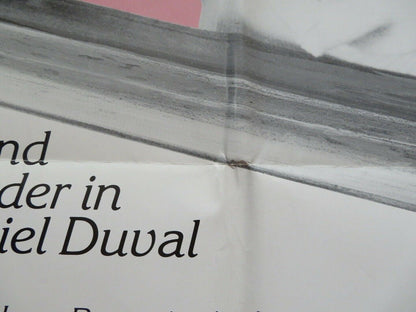 nd
der in
iel Duval